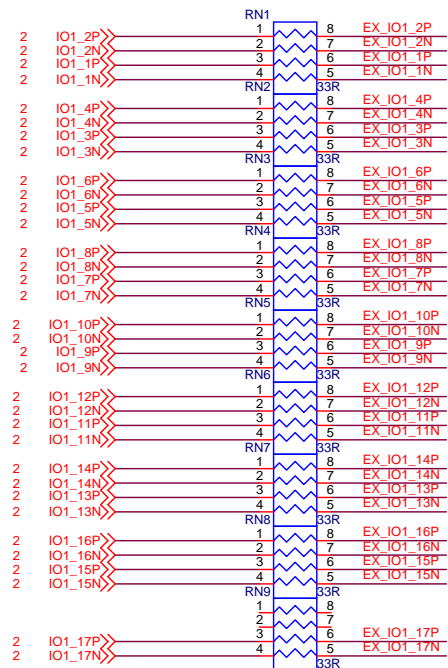 RN1
2 IO1_2P 1 8 EX_IO1_2P
2 IO1_2N 2 7 EX_IO1_2N
2 IO1_1P 3 6 EX_IO1_1P
2 IO1_1N 4 5 EX_IO1_1N
RN2 33R
2 IO1_4P 1 8 EX_IO1_4P
2 IO1_4N 2 7 EX_IO1_4N
2 IO1_3P 3 6 EX_IO1_3P
2 IO1_3N 4 5 EX_IO1_3N
RN3 33R
2 IO1_6P 1 8 EX_IO1_6P
2 IO1_6N 2 7 EX_IO1_6N
2 IO1_5P 3 6 EX_IO1_5P
2 IO1_5N 4 5 EX_IO1_5N
RN4 33R
2 IO1_8P 1 8 EX_IO1_8P
2 IO1_8N 2 7 EX_IO1_8N
2 IO1_7P 3 6 EX_IO1_7P
2 IO1_7N 4 5 EX_IO1_7N
RN5 33R
2 IO1_10P 1 8 EX_IO1_10P
2 IO1_10N 2 7 EX_IO1_10N
2 IO1_9P 3 6 EX_IO1_9P
2 IO1_9N 4 5 EX_IO1_9N
RN6 33R
2 IO1_12P 1 8 EX_IO1_12P
2 IO1_12N 2 7 EX_IO1_12N
2 IO1_11P 3 6 EX_IO1_11P
2 IO1_11N 4 5 EX_IO1_11N
RN7 33R
2 IO1_14P 1 8 EX_IO1_14P
2 IO1_14N 2 7 EX_IO1_14N
2 IO1_13P 3 6 EX_IO1_13P
2 IO1_13N 4 5 EX_IO1_13N
RN8 33R
2 IO1_16P 1 8 EX_IO1_16P
2 IO1_16N 2 7 EX_IO1_16N
2 IO1_15P 3 6 EX_IO1_15P
2 IO1_15N 4 5 EX_IO1_15N
RN9 33R
1 8
2 7
2 IO1_17P 3 6 EX_IO1_17P
2 IO1_17N 4 5 EX_IO1_17N
33R